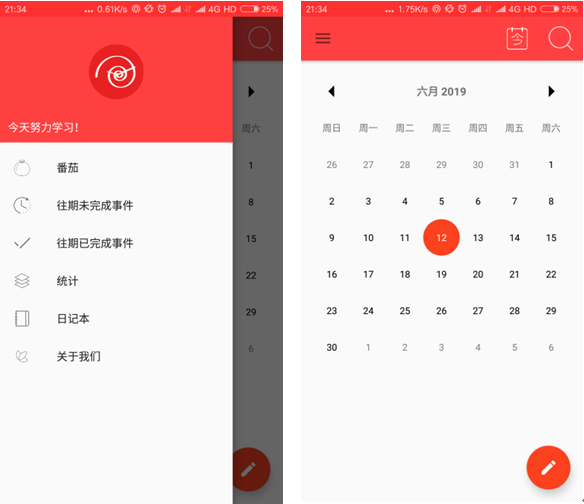 21:34 ... 0.61K/s 4G HD 25%
今天努力学习!
番茄
往期未完成事件
往期已完成事件
统计
日记本
关于我们
周六
1
8
15
22
29
6
21:34 ... 1.75K/s 4G HD 25%
今
六月 2019
周日 周一 周二 周三 周四 周五 周六
26 27 28 29 30 31 1
2 3 4 5 6 7 8
9 10 11 12 13 14 15
16 17 18 19 20 21 22
23 24 25 26 27 28 29
30 1 2 3 4 5 6